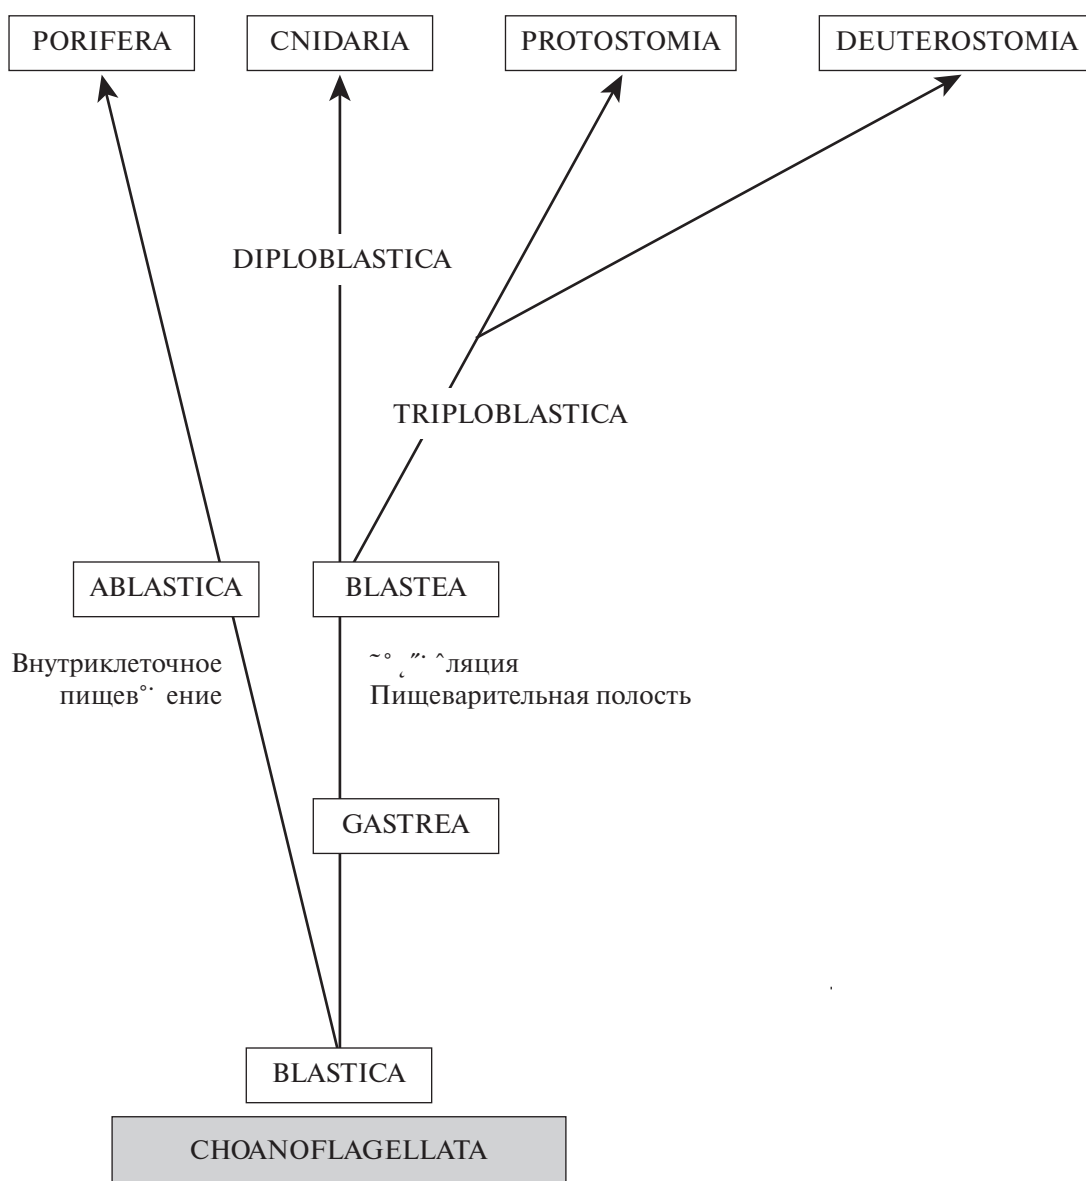 PORIFERA
CNIDARIA
PROTOSTOMIA
DEUTEROSTOMIA
DIPLOBLASTICA
TRIPLOBLASTICA
ABLASTICA
BLASTEA
Внутриклеточное
Пищеварительная полость
GASTREA
BLASTICA
CHOANOFLAGELLATA